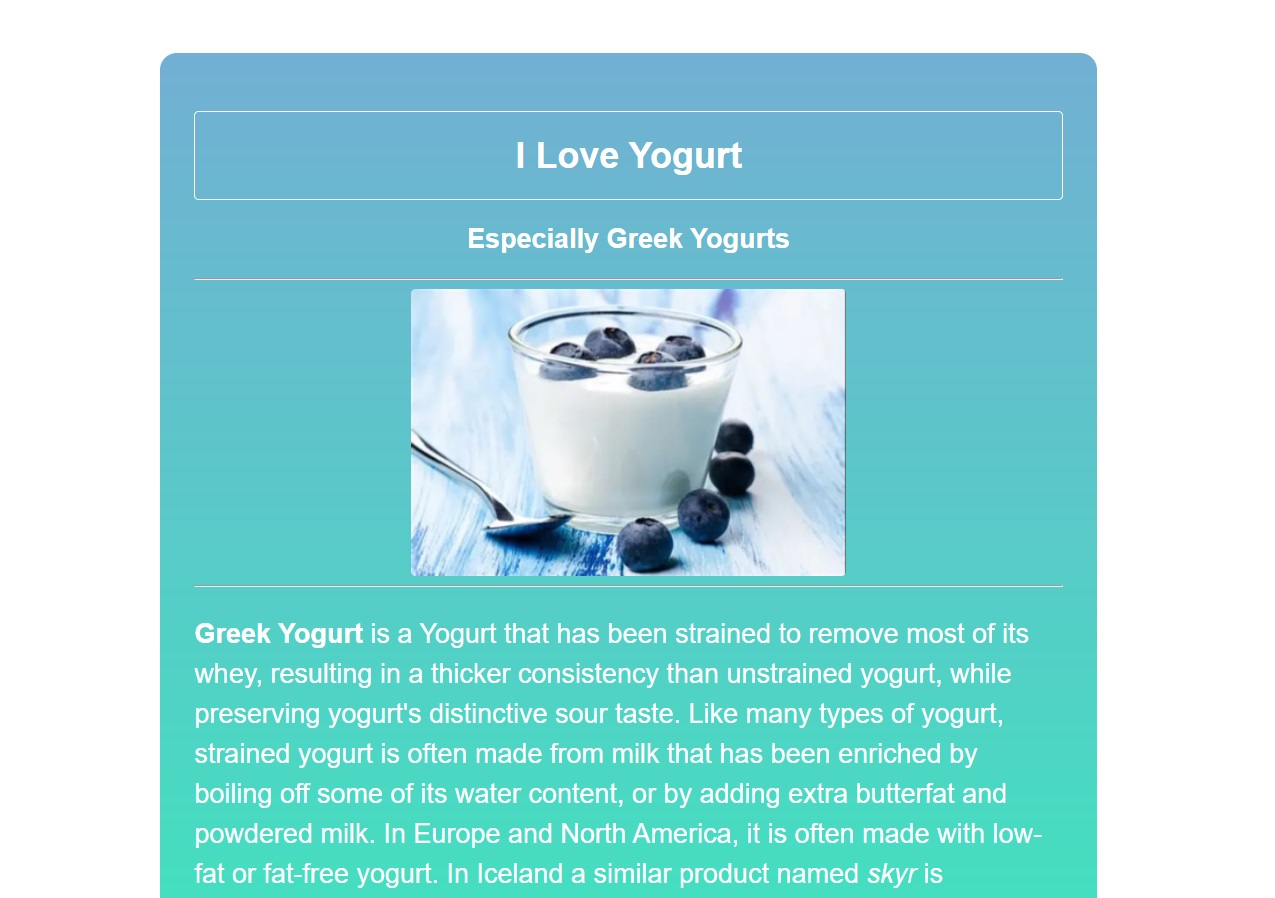 I Love Yogurt
Especially Greek Yogurts
Greek Yogurt is a Yogurt that has been strained to remove most of its
whey, resulting in a thicker consistency than unstrained yogurt, while
preserving yogurt's distinctive sour taste. Like many types of yogurt,
strained yogurt is often made from milk that has been enriched by
boiling off some of its water content, or by adding extra butterfat and
powdered milk. In Europe and North America, it is often made with low-
fat or fat-free yogurt. In Iceland a similar product named skyr is